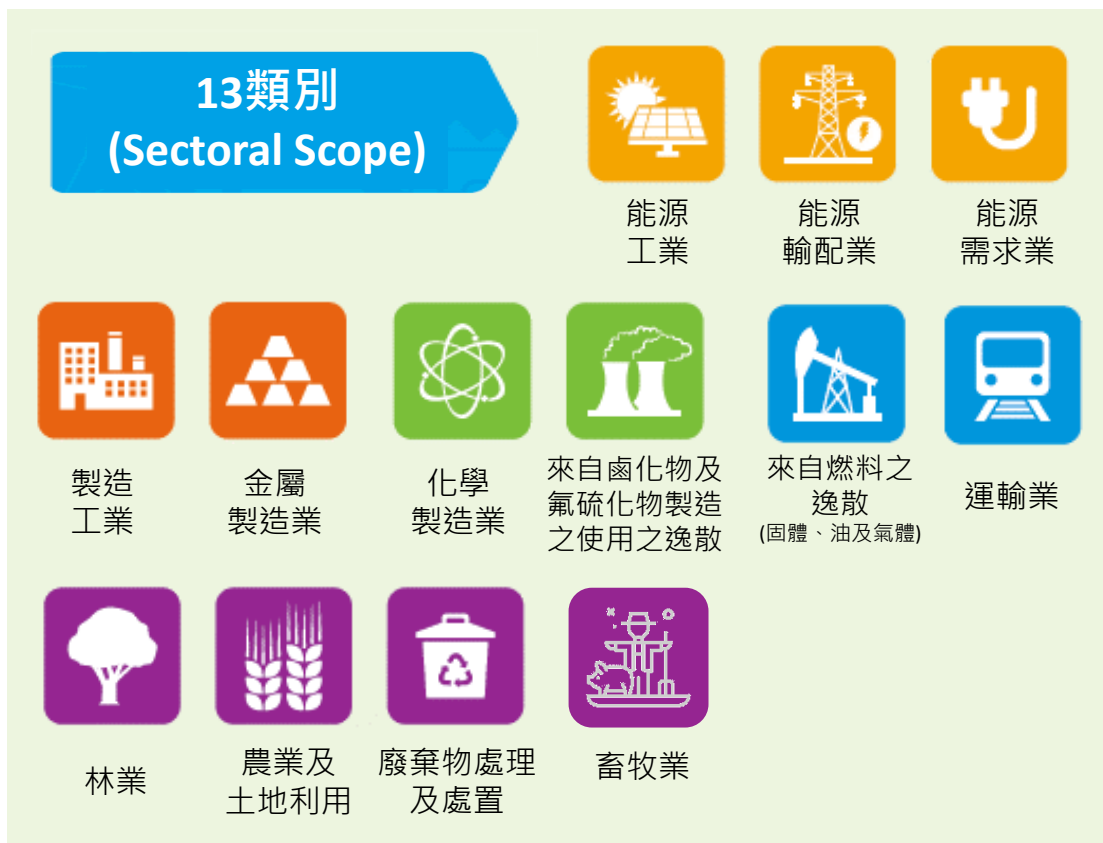 13類別
(Sectoral Scope)
能源
工業
能源
輸配業
能源
需求業
製造
工業
金屬
製造業
化學
製造業
來自鹵化物及
氟硫化物製造
之使用之逸散
來自燃料之
逸散
(固體、油及氣體)
運輸業
林業
農業及
土地利用
廢棄物處理
及處置
畜牧業